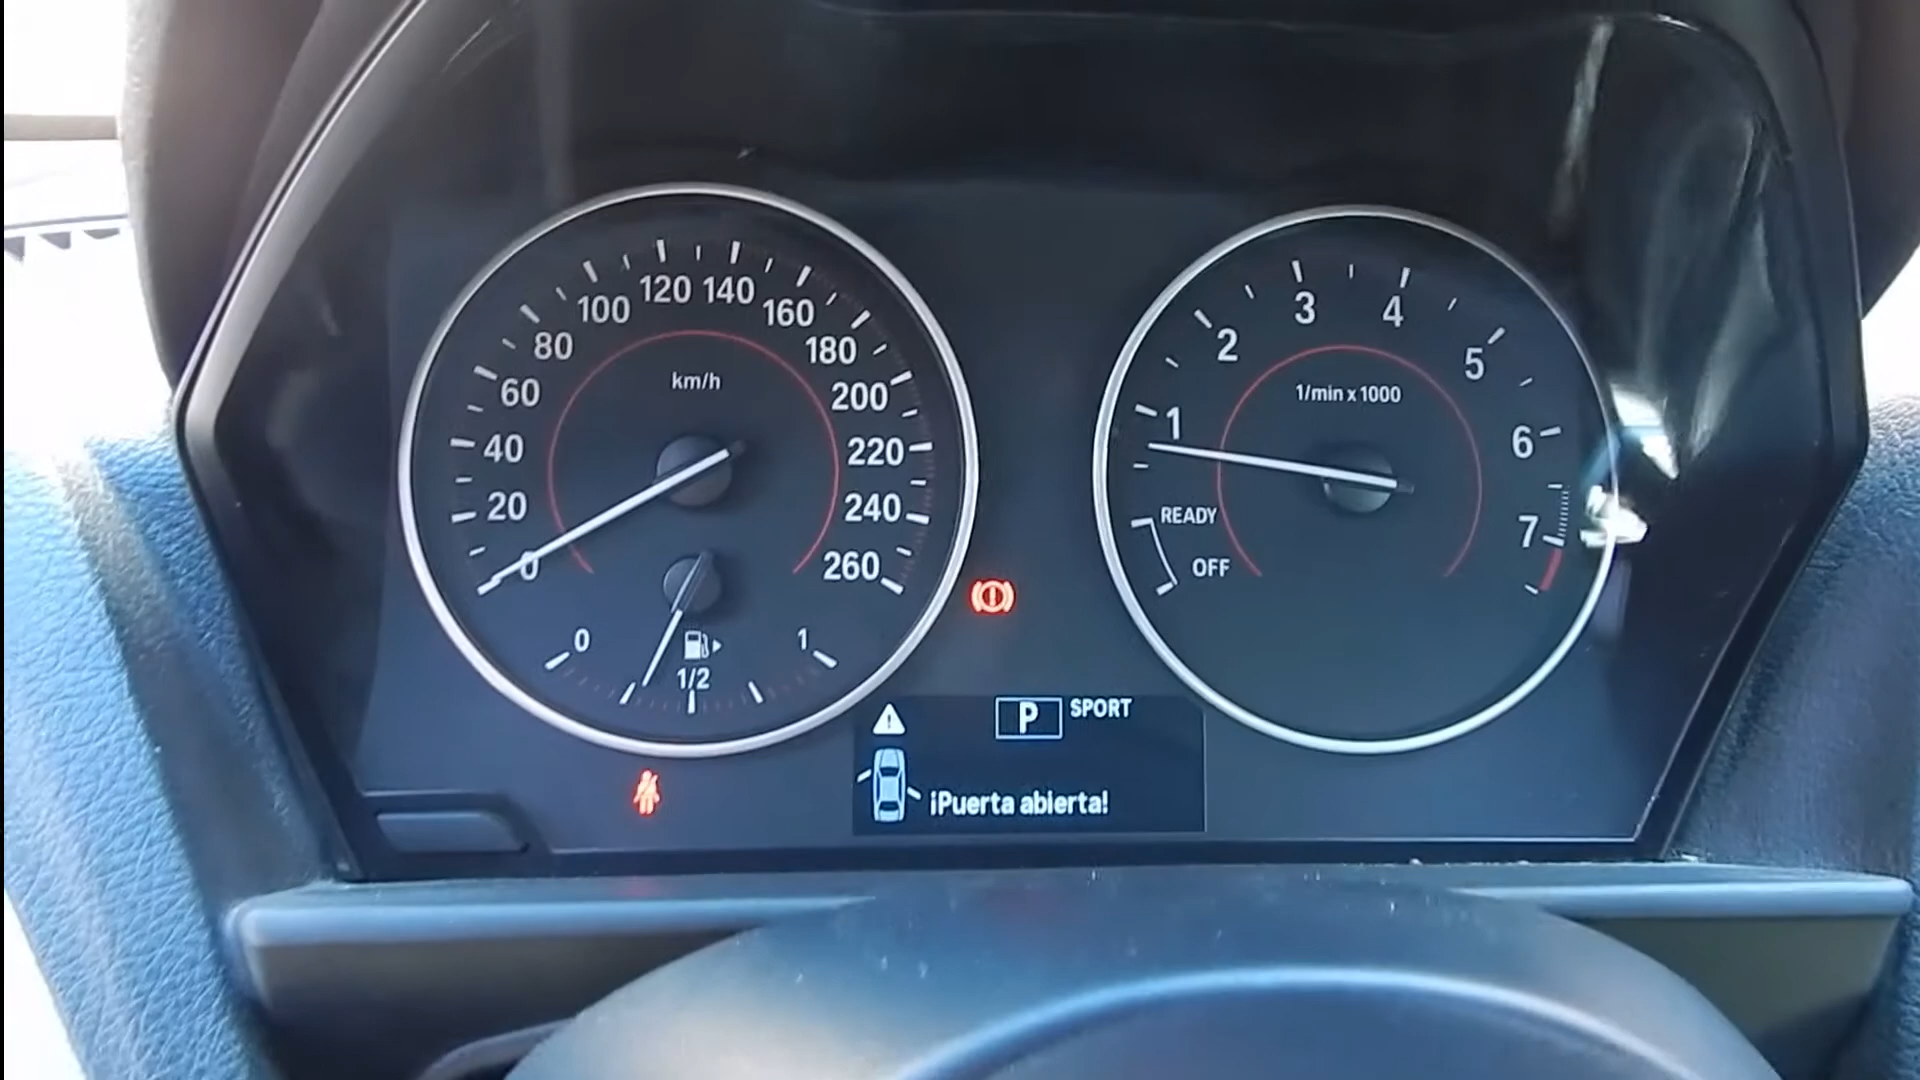 120 140
100 160
80 180
60 200
40 220
20 240
0 260
km/h
0 1
1/2
3 4
2 5
1 6
7
1/min x 1000
READY
OFF
P SPORT
¡Puerta abierta!